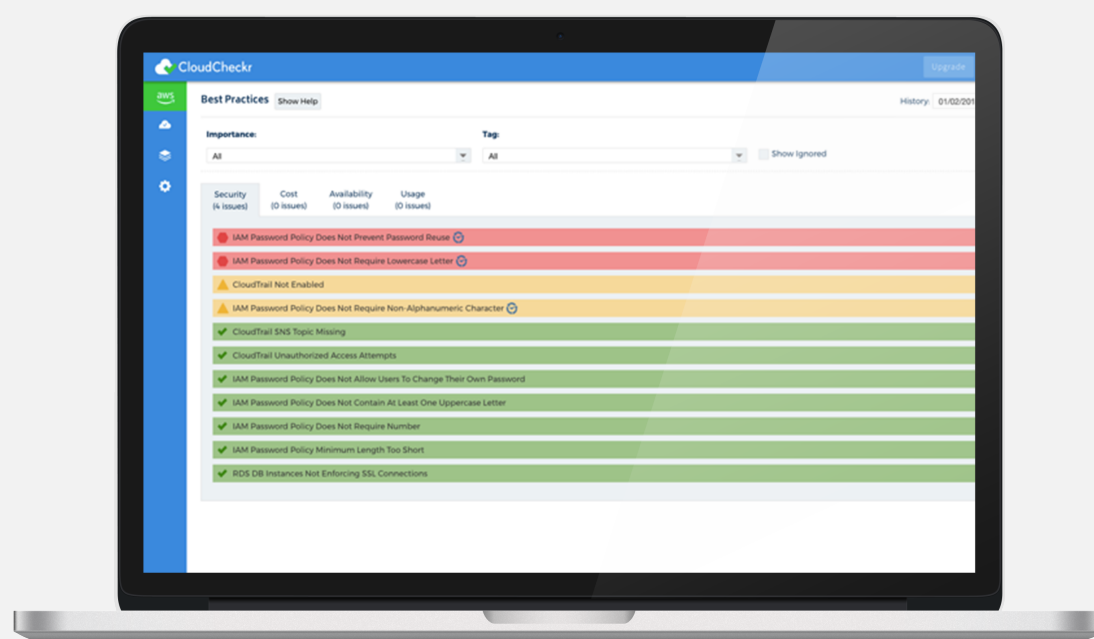 CloudCheckr
Upgrade
aws
Best Practices
Show Help
History:
01/02/201
Importance:
Tag:
All
All
Show Ignored
Security
(4 issues)
Cost
(0 issues)
Availability
(0 issues)
Usage
(0 issues)
IAM Password Policy Does Not Prevent Password Reuse
IAM Password Policy Does Not Require Lowercase Letter
CloudTrail Not Enabled
IAM Password Policy Does Not Require Non-Alphanumeric Character
CloudTrail SNS Topic Missing
CloudTrail Unauthorized Access Attempts
IAM Password Policy Does Not Allow Users To Change Their Own Password
IAM Password Policy Does Not Contain At Least One Uppercase Letter
IAM Password Policy Does Not Require Number
IAM Password Policy Minimum Length Too Short
RDS DB Instances Not Enforcing SSL Connections